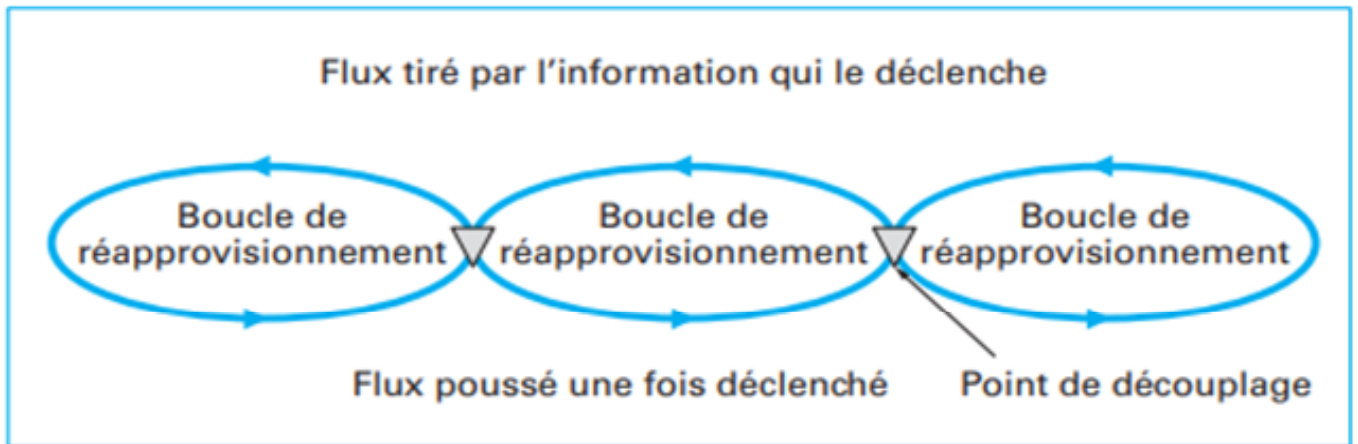 Flux tiré par l'information qui le déclenche
Boucle de
réapprovisionnement
Boucle de
réapprovisionnement
Boucle de
réapprovisionnement
Flux poussé une fois déclenché
Point de découplage